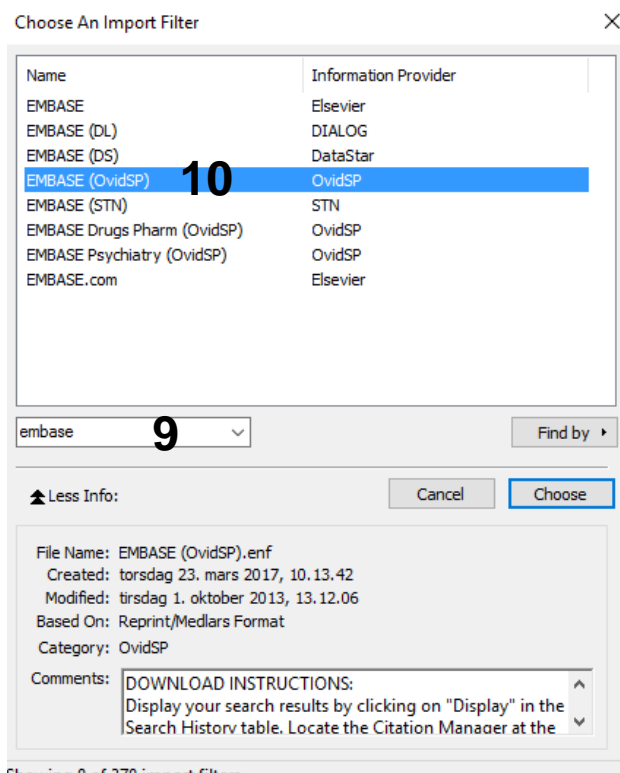 Choose An Import Filter
Name Information Provider
EMBASE Elsevier
EMBASE (DL) DIALOG
EMBASE (DS) DataStar
EMBASE (OvidSP) 10 OvidSP
EMBASE (STN) STN
EMBASE Drugs Pharm (OvidSP) OvidSP
EMBASE Psychiatry (OvidSP) OvidSP
EMBASE.com Elsevier
embase 9 Find by
Less Info: Cancel Choose
File Name: EMBASE (OvidSP).enf
Created: torsdag 23. mars 2017, 10.13.42
Modified: tirsdag 1. oktober 2013, 13.12.06
Based On: Reprint/Medlars Format
Category: OvidSP
Comments: DOWNLOAD INSTRUCTIONS:
Display your search results by clicking on "Display" in the
Search History table. Locate the Citation Manager at the